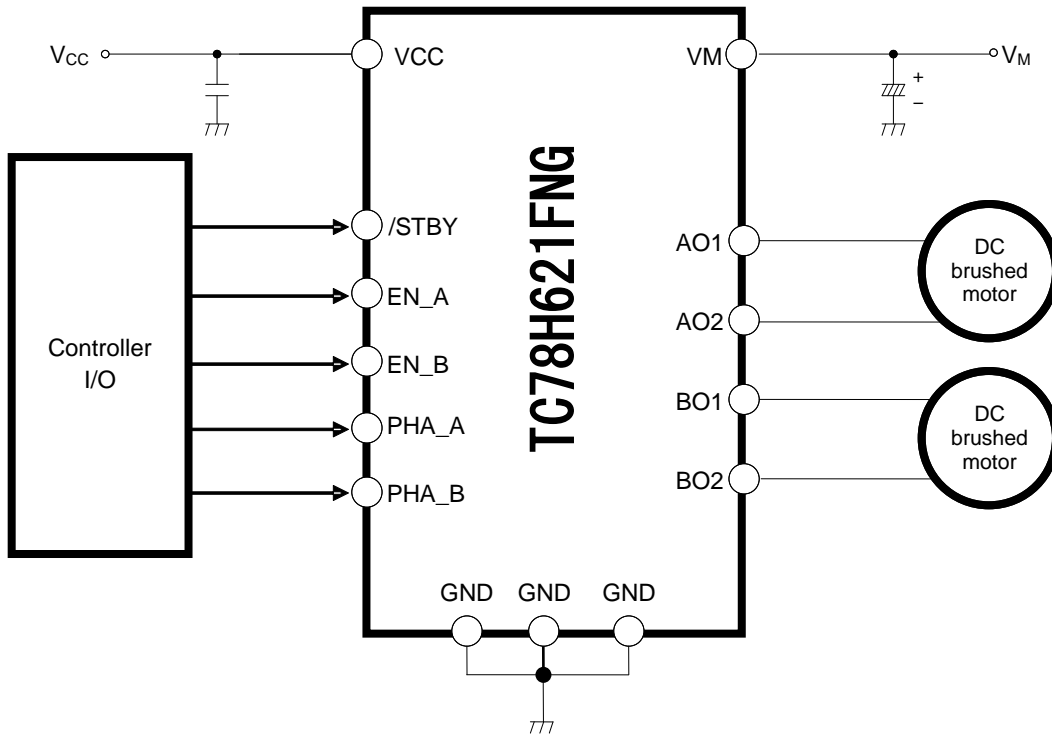 VCC
VCC
VM
VM
+
−
TC78H621FNG
/STBY
EN_A
EN_B
PHA_A
PHA_B
Controller
I/O
AO1
AO2
BO1
BO2
DC
brushed
motor
DC
brushed
motor
GND GND GND